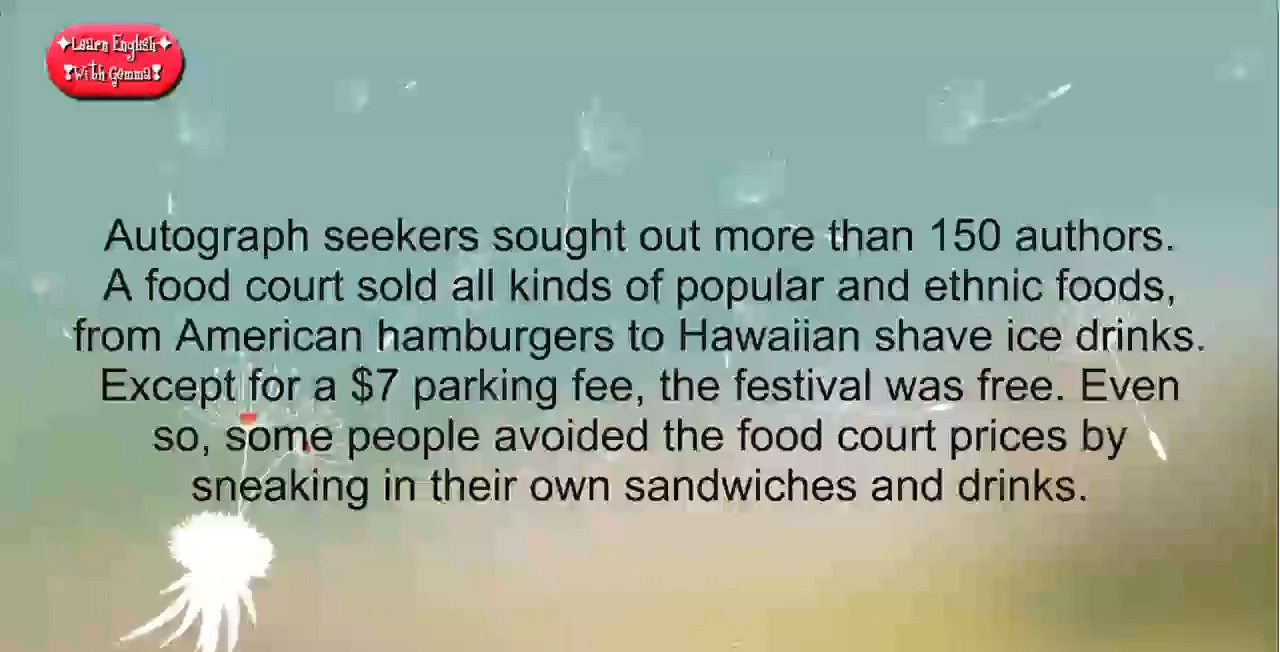 Learn English
With Gemma
Autograph seekers sought out more than 150 authors.
A food court sold all kinds of popular and ethnic foods,
from American hamburgers to Hawaiian shave ice drinks.
Except for a $7 parking fee, the festival was free. Even
so, some people avoided the food court prices by
sneaking in their own sandwiches and drinks.